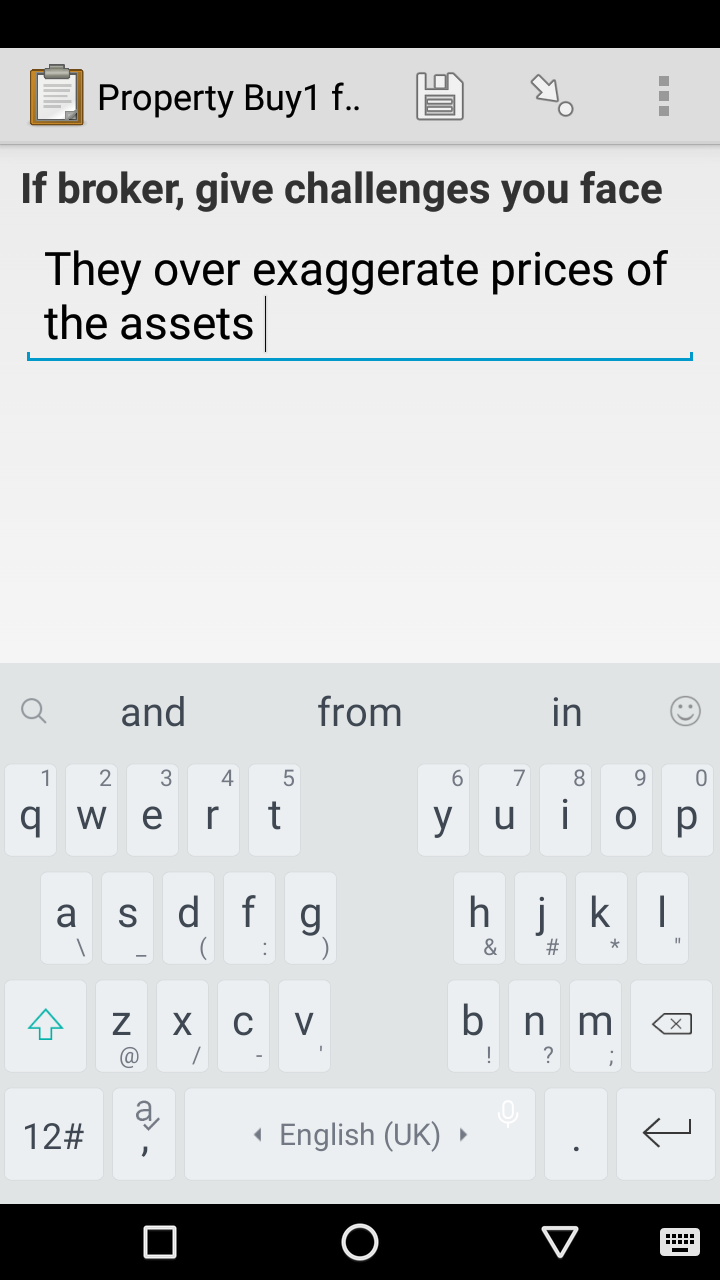 Property Buy1 f..
If broker, give challenges you face
They over exaggerate prices of
the assets
and from in
1 2 3 4 5 6 7 8 9 0
q w e r t y u i o p
a s d f g h j k l
\ _ ( : ) & # * "
z x c v b n m
@ / - ' ! ? ;
12# a , English (UK) .